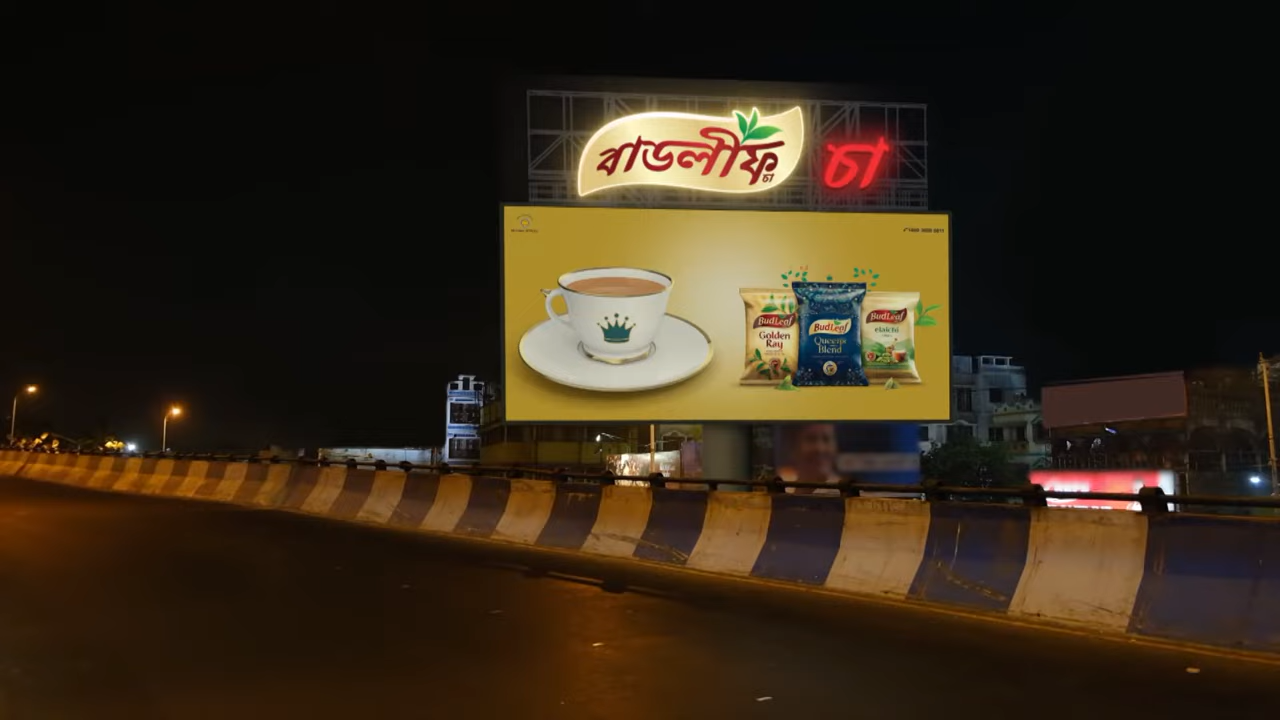 বাডলীফ
চা
চা
BudLeaf
Golden
Ray
BudLeaf
Queen's
Blend
BudLeaf
elaichi